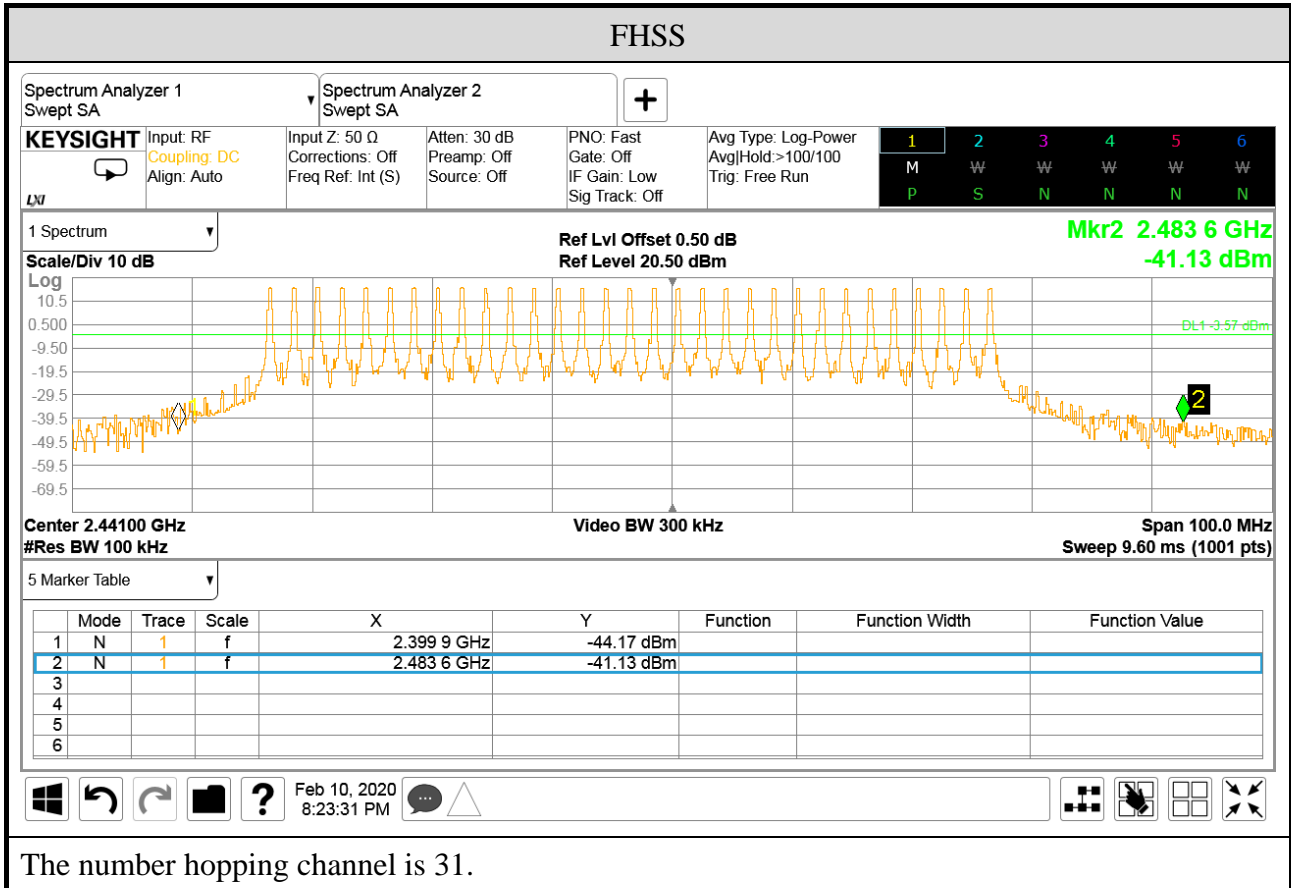 FHSS
Spectrum Analyzer 1
Swept SA
Spectrum Analyzer 2
Swept SA
KEYSIGHT
LXI
Input: RF
Coupling: DC
Align: Auto
Input Z: 50 Ω
Corrections: Off
Freq Ref: Int (S)
Atten: 30 dB
Preamp: Off
Source: Off
PNO: Fast
Gate: Off
IF Gain: Low
Sig Track: Off
Avg Type: Log-Power
Avg|Hold:>100/100
Trig: Free Run
1 2 3 4 5 6
M W W W W W
P S N N N N
1 Spectrum
Scale/Div 10 dB
Ref Lvl Offset 0.50 dB
Ref Level 20.50 dBm
Mkr2 2.483 6 GHz
-41.13 dBm
Log
10.5
0.500
-9.50
-19.5
-29.5
-39.5
-49.5
-59.5
-69.5
DL1 -3.57 dBm
1
2
Center 2.44100 GHz
#Res BW 100 kHz
Video BW 300 kHz
Span 100.0 MHz
Sweep 9.60 ms (1001 pts)
5 Marker Table
Mode Trace Scale X Y Function Function Width Function Value
1 N 1 f 2.399 9 GHz -44.17 dBm
2 N 1 f 2.483 6 GHz -41.13 dBm
3
4
5
6
?
Feb 10, 2020
8:23:31 PM
The number hopping channel is 31.